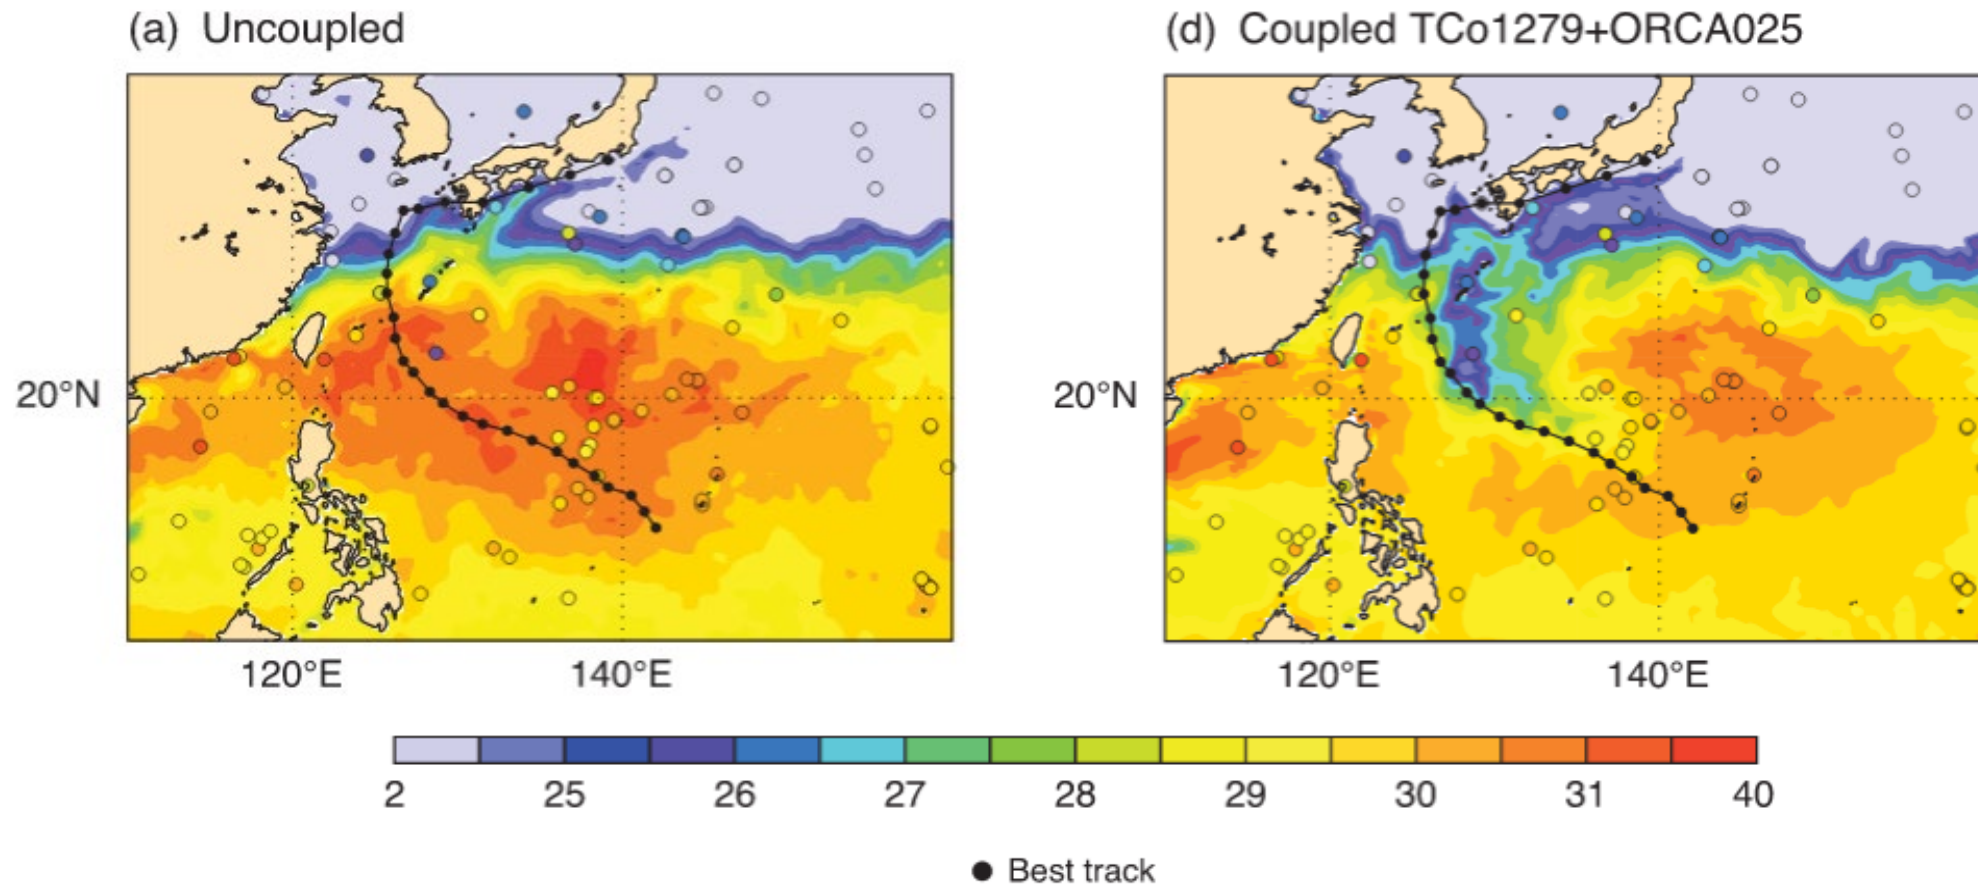 (a) Uncoupled
(d) Coupled TCo1279+ORCA025
20°N
20°N
120°E 140°E
120°E 140°E
2 25 26 27 28 29 30 31 40
Best track